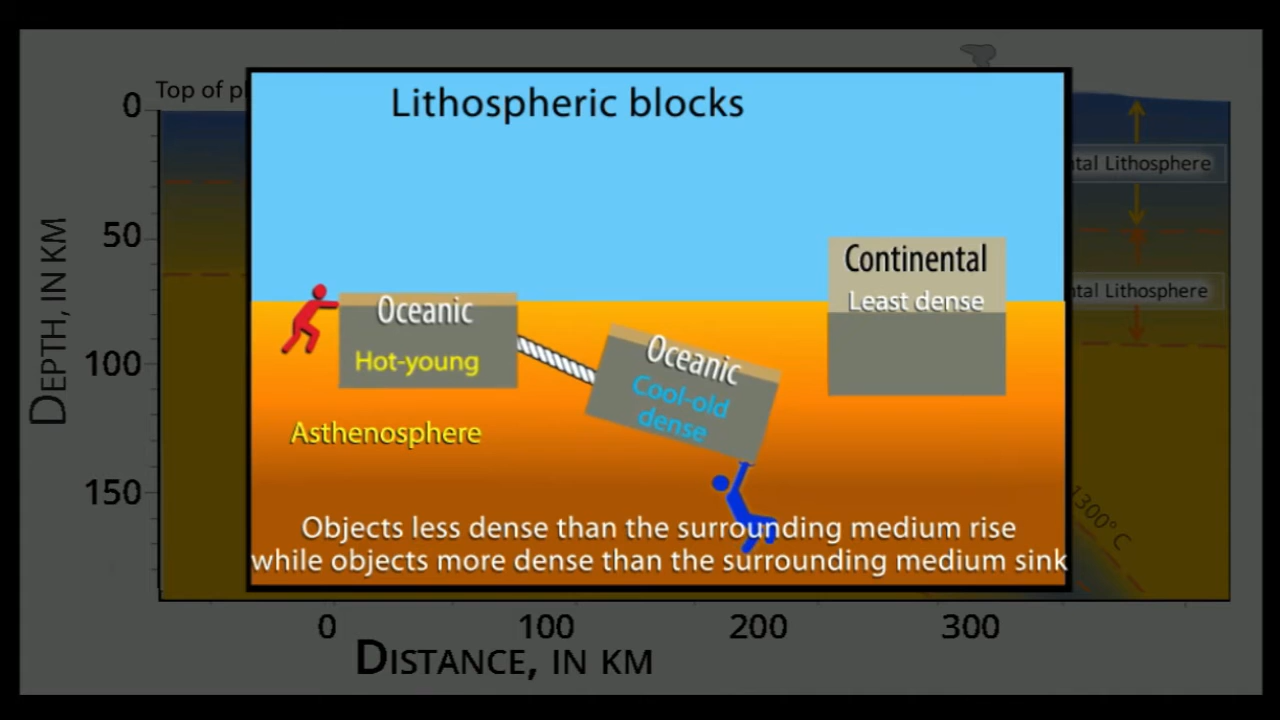 Lithospheric blocks
Top of
0
50
100
150
DEPTH, IN KM
Lithosphere
Lithosphere
Continental
Least dense
Oceanic
Hot-young
Oceanic
Cool-old
dense
Asthenosphere
1300° C
Objects less dense than the surrounding medium rise
while objects more dense than the surrounding medium sink
0 100 200 300
DISTANCE, IN KM